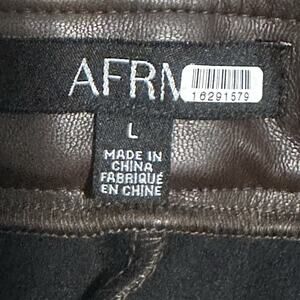 AFRM
16291579
L
MADE IN
CHINA
FABRIQUÉ
EN CHINE